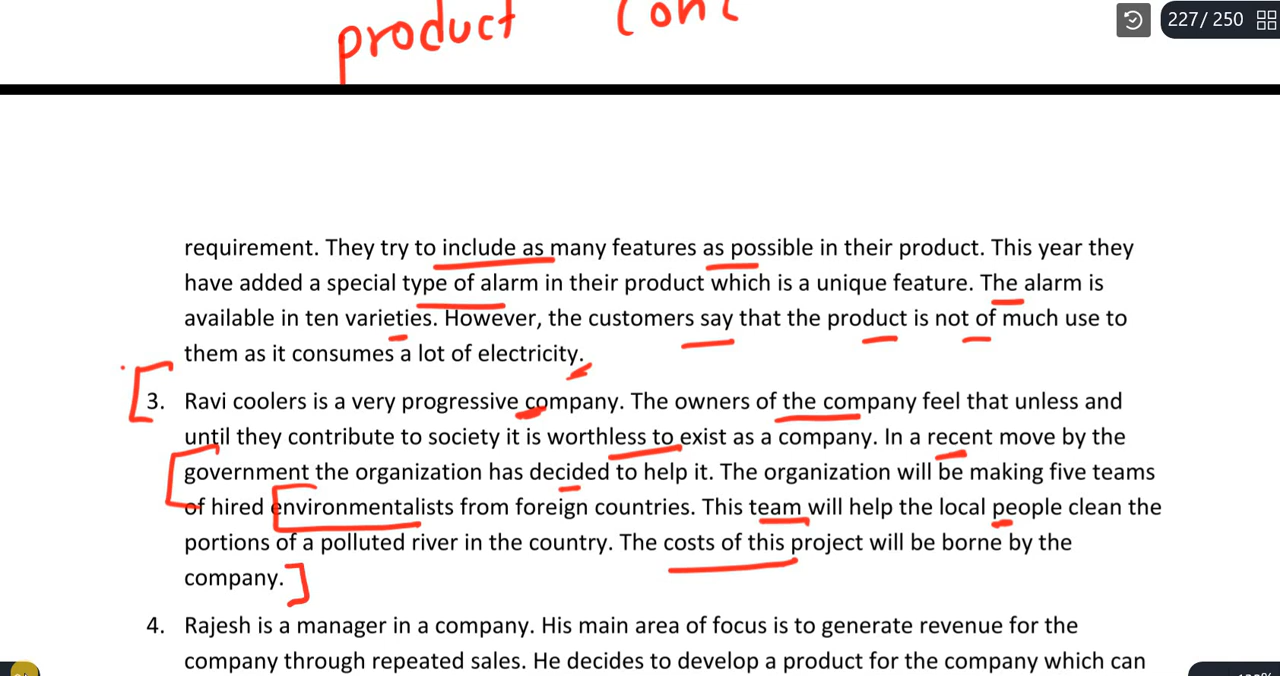 227/ 250
product
requirement. They try to include as many features as possible in their product. This year they
have added a special type of alarm in their product which is a unique feature. The alarm is
available in ten varieties. However, the customers say that the product is not of much use to
them as it consumes a lot of electricity.
3. Ravi coolers is a very progressive company. The owners of the company feel that unless and
until they contribute to society it is worthless to exist as a company. In a recent move by the
government the organization has decided to help it. The organization will be making five teams
of hired environmentalists from foreign countries. This team will help the local people clean the
portions of a polluted river in the country. The costs of this project will be borne by the
company.
4. Rajesh is a manager in a company. His main area of focus is to generate revenue for the
company through repeated sales. He decides to develop a product for the company which can